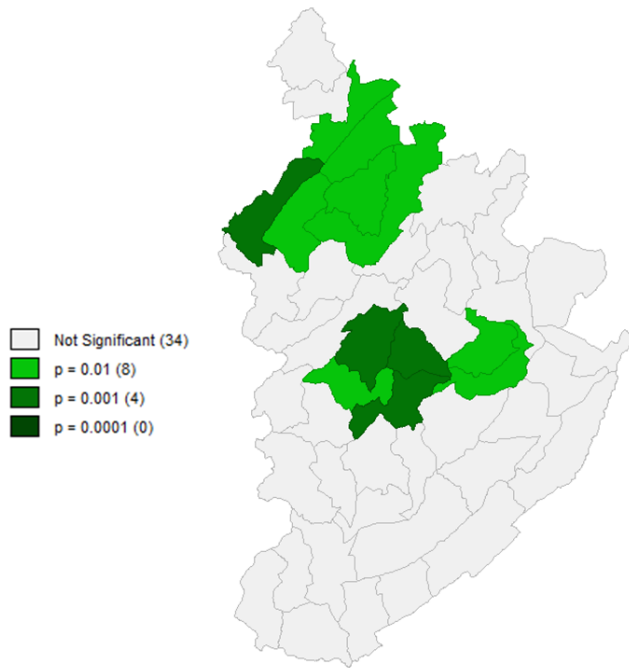 Not Significant (34)
p = 0.01 (8)
p = 0.001 (4)
p = 0.0001 (0)